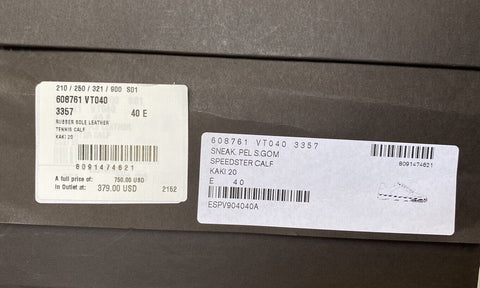 210 / 250 / 321 / 900 S01
608761 VT040
3357 40 E
RUBBER SOLE LEATHER
TENNIS CALF
KAKI 20
8091474621
A full price of: 750.00 USD
In Outlet at: 379.00 USD 2152
608761 VT040 3357
SNEAK. PEL S.GOM
SPEEDSTER CALF
KAKI 20
E 40
8091474621
ESPV904040A